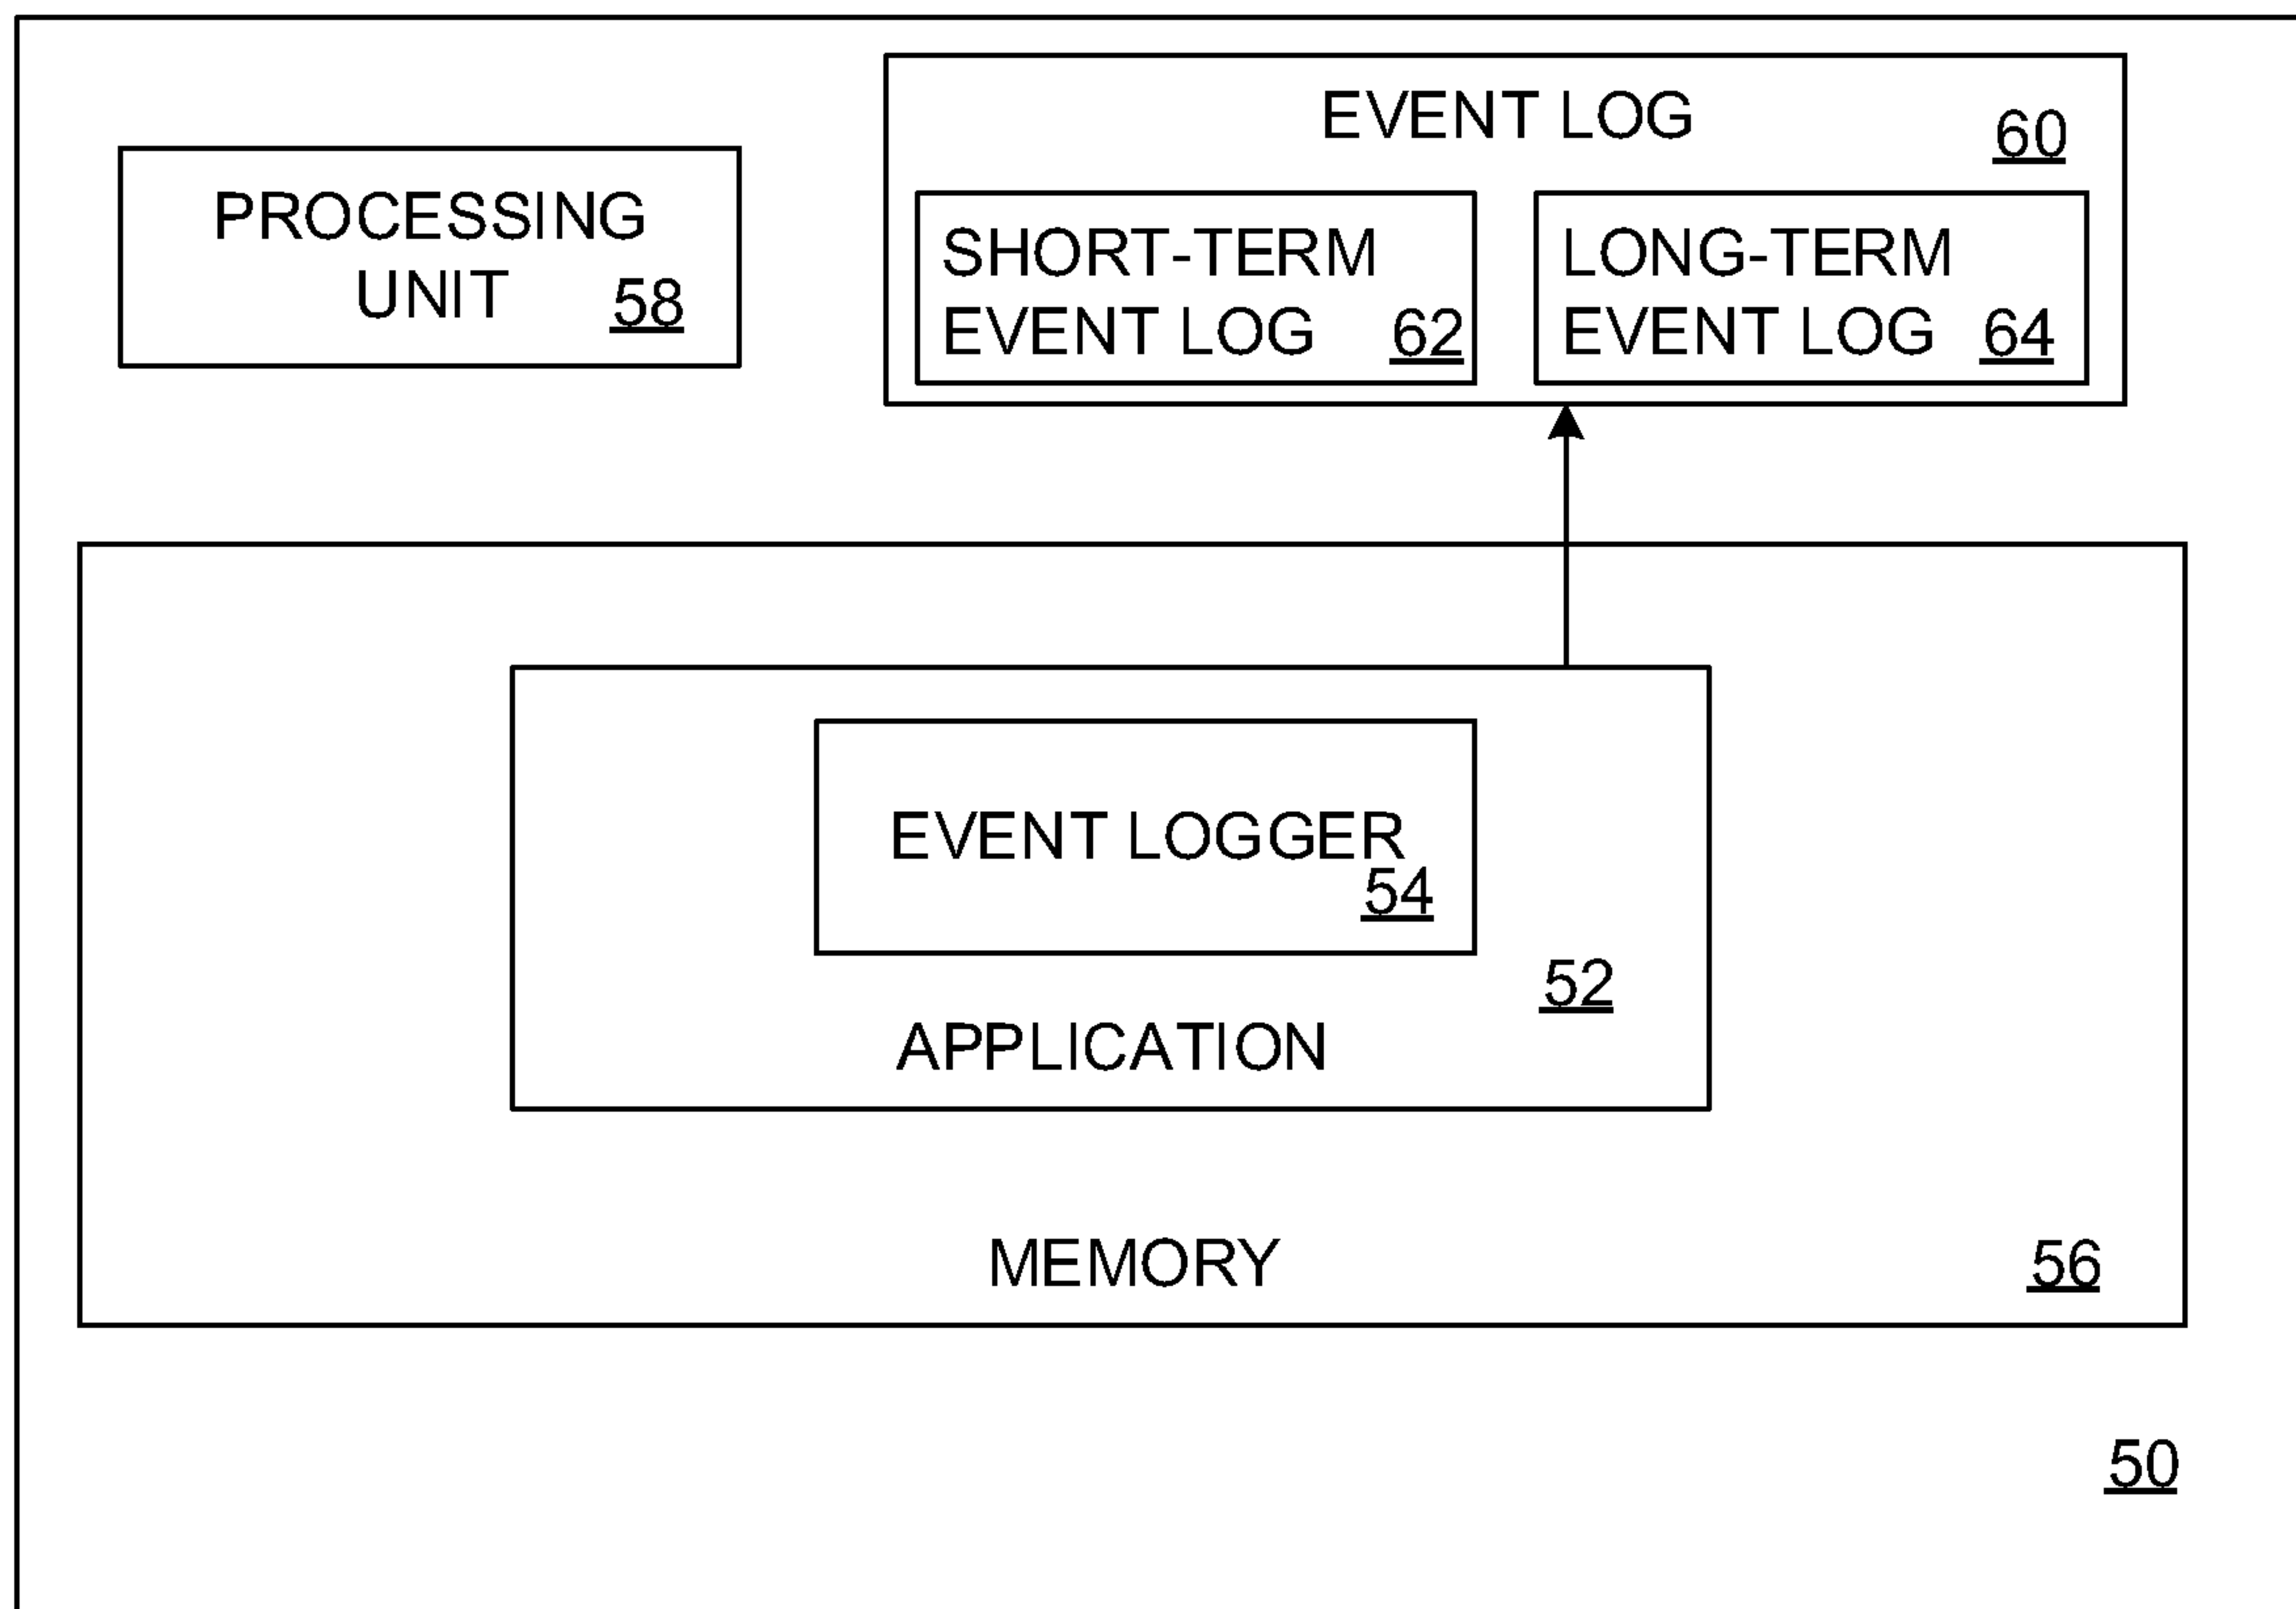 EVENT LOG
60
PROCESSING
UNIT 58
SHORT-TERM
EVENT LOG 62
LONG-TERM
EVENT LOG 64
EVENT LOGGER
54
52
APPLICATION
MEMORY 56
50